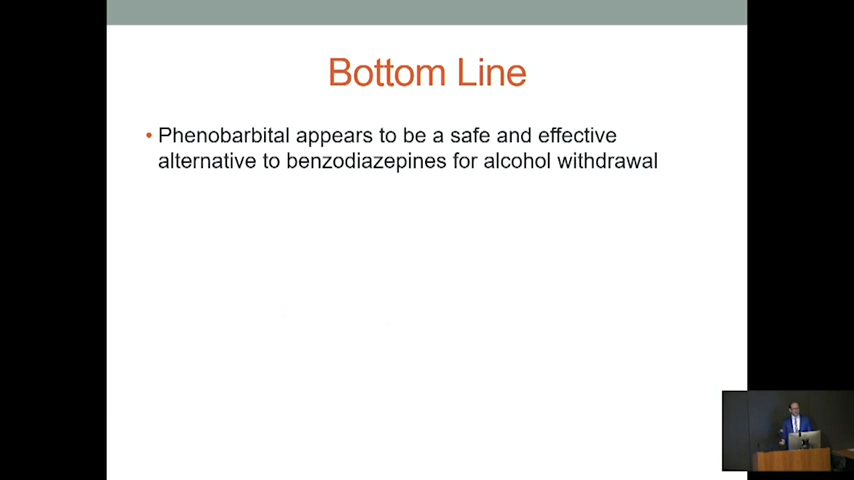 Bottom Line
• Phenobarbital appears to be a safe and effective
alternative to benzodiazepines for alcohol withdrawal